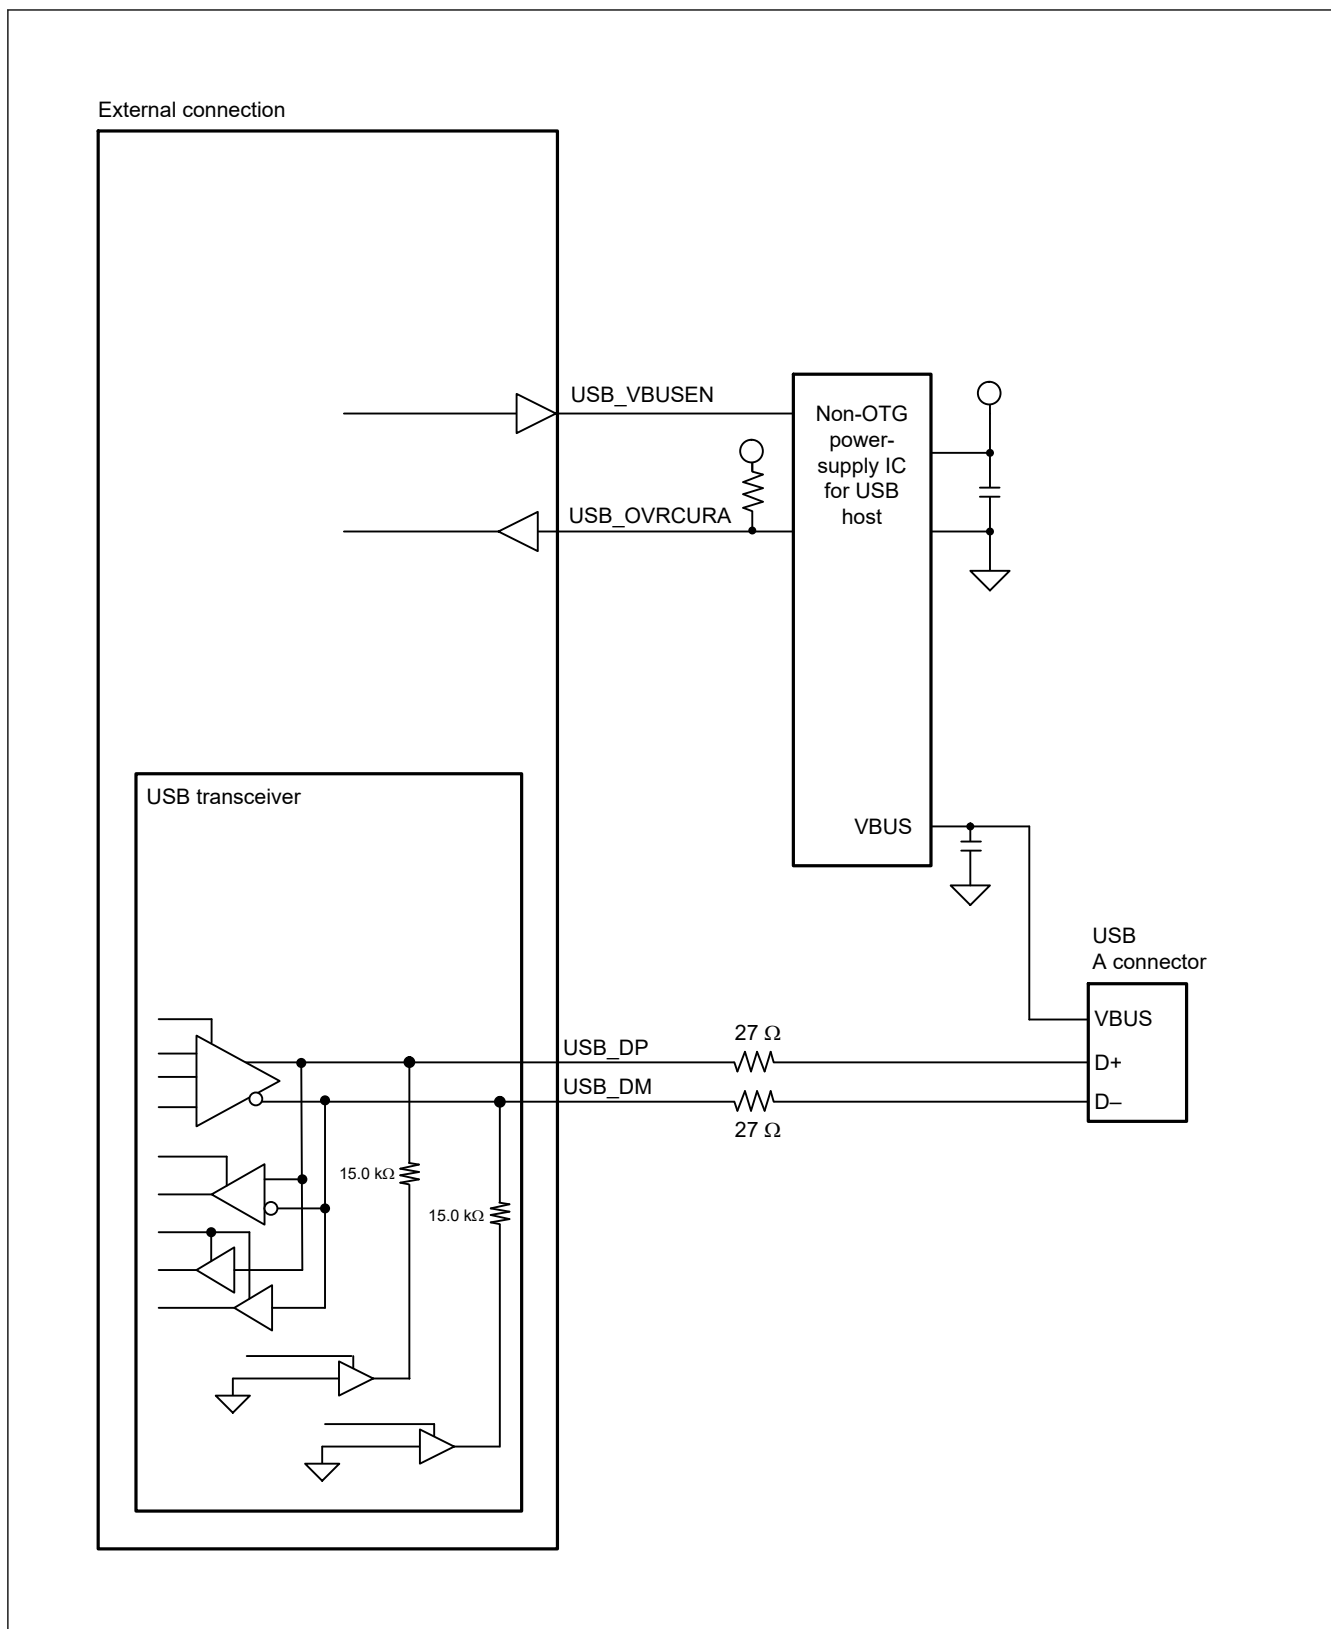 External connection
USB_VBUSEN
Non-OTG
power-
supply IC
for USB
host
USB_OVRCURA
USB transceiver
VBUS
USB
A connector
VBUS
27 Ω
USB_DP
D+
USB_DM
D–
27 Ω
15.0 kΩ
15.0 kΩ